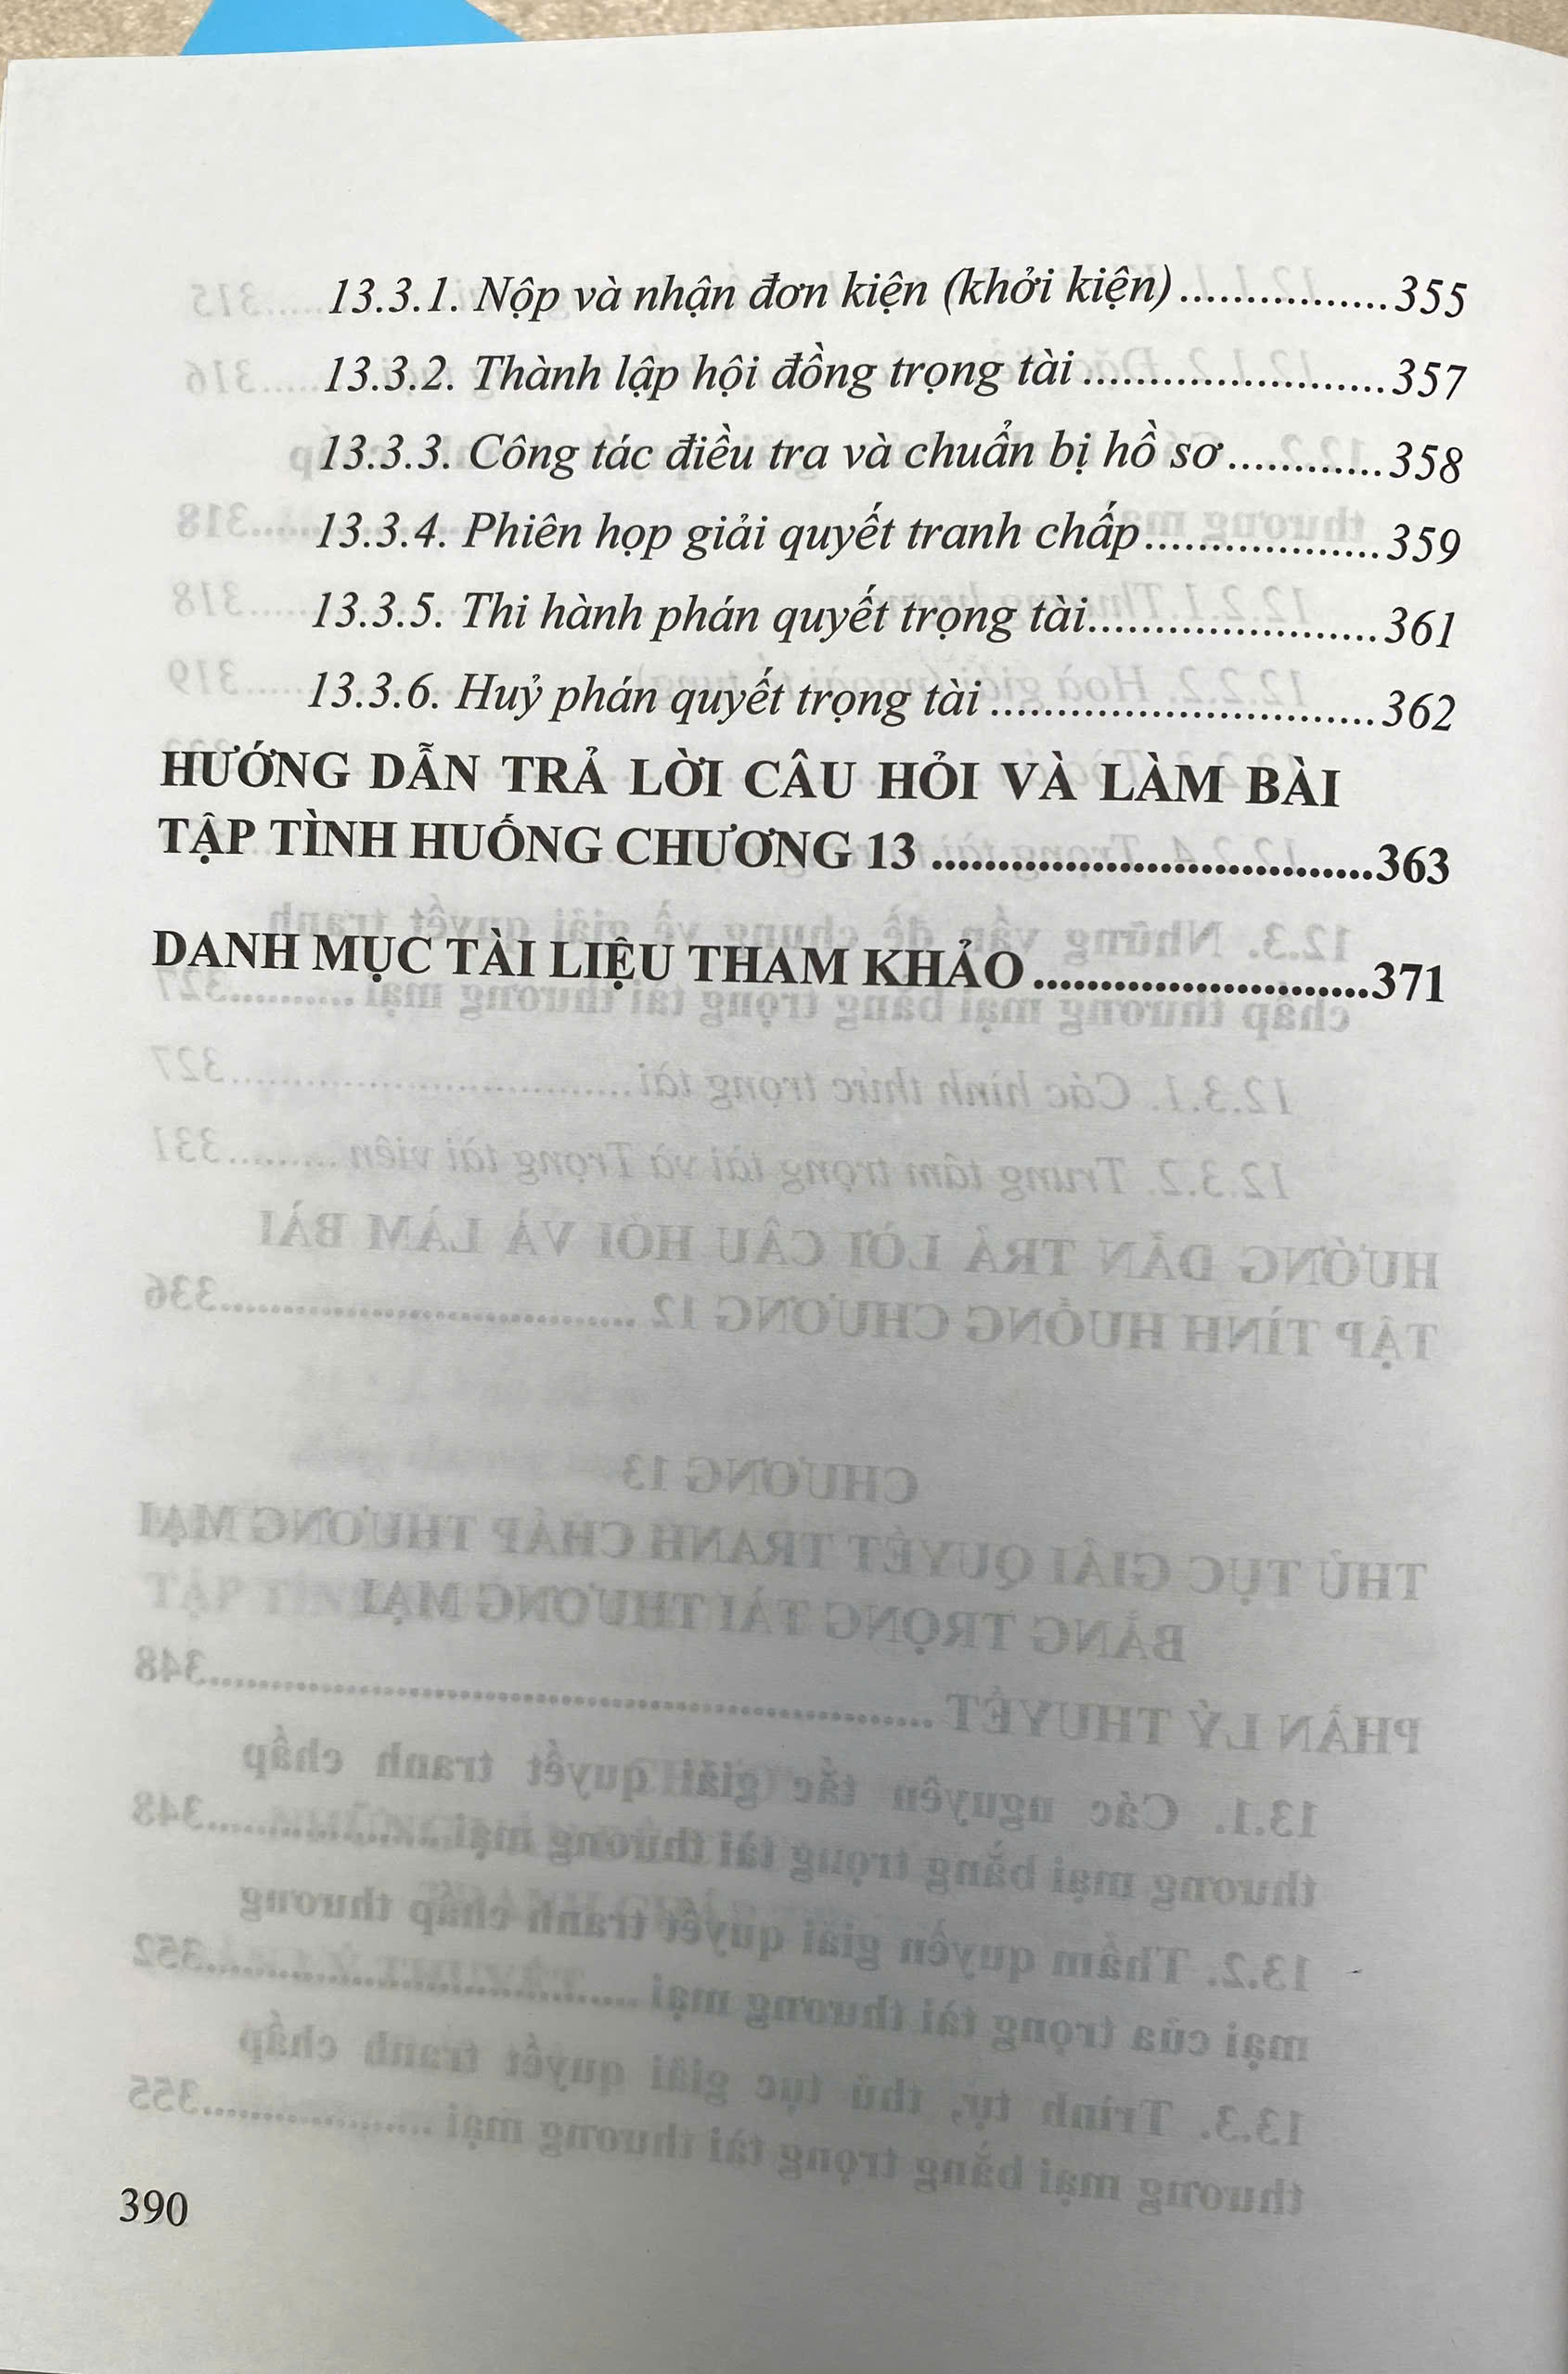 13.3.1. Nộp và nhận đơn kiện (khởi kiện)................355
13.3.2. Thành lập hội đồng trọng tài.......................357
13.3.3. Công tác điều tra và chuẩn bị hồ sơ............358
13.3.4. Phiên họp giải quyết tranh chấp..................359
13.3.5. Thi hành phán quyết trọng tài......................361
13.3.6. Huỷ phán quyết trọng tài.............................362
HƯỚNG DẪN TRẢ LỜI CÂU HỎI VÀ LÀM BÀI
TẬP TÌNH HUỐNG CHƯƠNG 13.................................363
DANH MỤC TÀI LIỆU THAM KHẢO.........................371
390